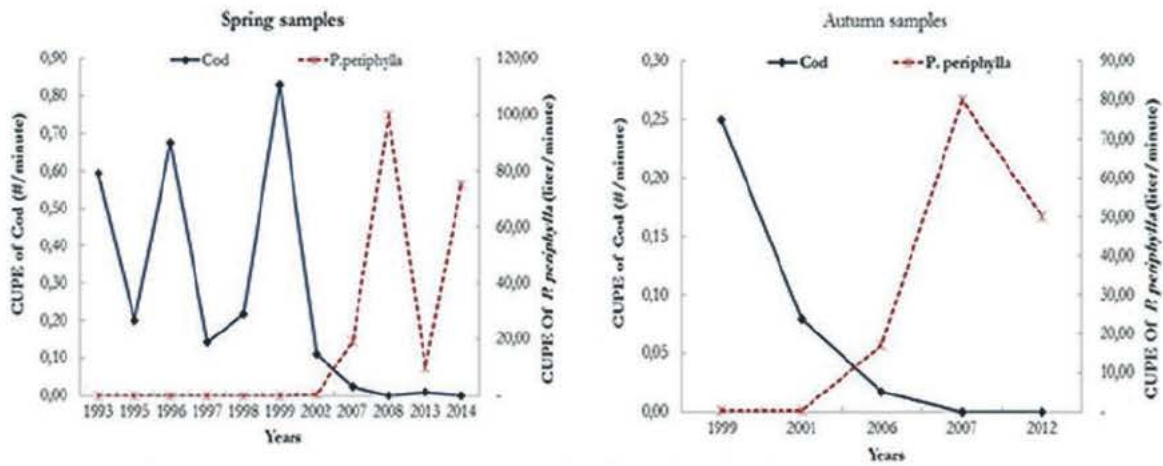 Spring samples
Cod
P.periphylla
CUPE of Cod (#/minute)
0,90
0,80
0,70
0,60
0,50
0,40
0,30
0,20
0,10
0,00
120,00
100,00
80,00
60,00
40,00
20,00
-
CUPE Of P. periphylla (liter/minute)
1993 1995 1996 1997 1998 1999 2002 2007 2008 2013 2014
Years
Autumn samples
Cod
P. periphylla
CUPE of Cod (#/minute)
0,30
0,25
0,20
0,15
0,10
0,05
0,00
90,00
80,00
70,00
60,00
50,00
40,00
30,00
20,00
10,00
-
CUPE Of P. periphylla (liter/minute)
1999 2001 2006 2007 2012
Years